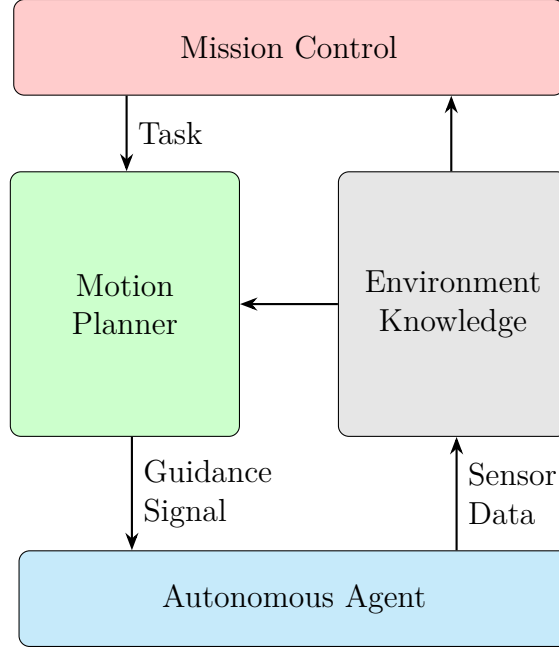 Mission Control
Task
Motion
Planner
Environment
Knowledge
Guidance
Signal
Sensor
Data
Autonomous Agent